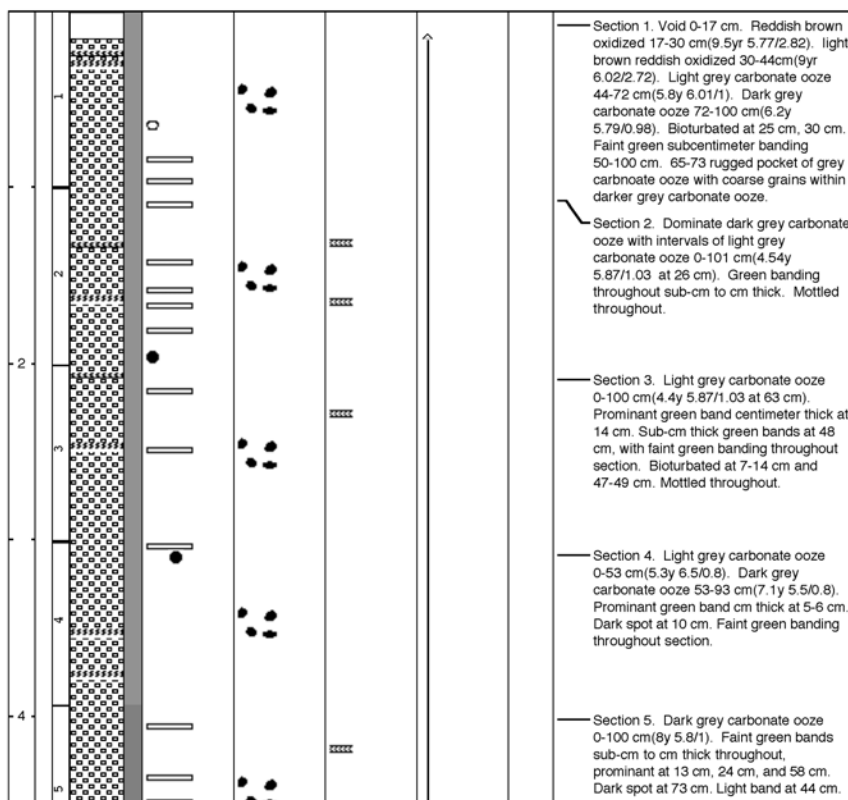 1
2
2
3
4
4
5
Section 1. Void 0-17 cm. Reddish brown
oxidized 17-30 cm(9.5yr 5.77/2.82). light
brown reddish oxidized 30-44cm(9yr
6.02/2.72). Light grey carbonate ooze
44-72 cm(5.8y 6.01/1). Dark grey
carbonate ooze 72-100 cm(6.2y
5.79/0.98). Bioturbated at 25 cm, 30 cm.
Faint green subcentimeter banding
50-100 cm. 65-73 rugged pocket of grey
carbnoate ooze with coarse grains within
darker grey carbonate ooze.
Section 2. Dominate dark grey carbonate
ooze with intervals of light grey
carbonate ooze 0-101 cm(4.54y
5.87/1.03 at 26 cm). Green banding
throughout sub-cm to cm thick. Mottled
throughout.
Section 3. Light grey carbonate ooze
0-100 cm(4.4y 5.87/1.03 at 63 cm).
Prominant green band centimeter thick at
14 cm. Sub-cm thick green bands at 48
cm, with faint green banding throughout
section. Bioturbated at 7-14 cm and
47-49 cm. Mottled throughout.
Section 4. Light grey carbonate ooze
0-53 cm(5.3y 6.5/0.8). Dark grey
carbonate ooze 53-93 cm(7.1y 5.5/0.8).
Prominant green band cm thick at 5-6 cm.
Dark spot at 10 cm. Faint green banding
throughout section.
Section 5. Dark grey carbonate ooze
0-100 cm(8y 5.8/1). Faint green bands
sub-cm to cm thick throughout,
prominant at 13 cm, 24 cm, and 58 cm.
Dark spot at 73 cm. Light band at 44 cm.